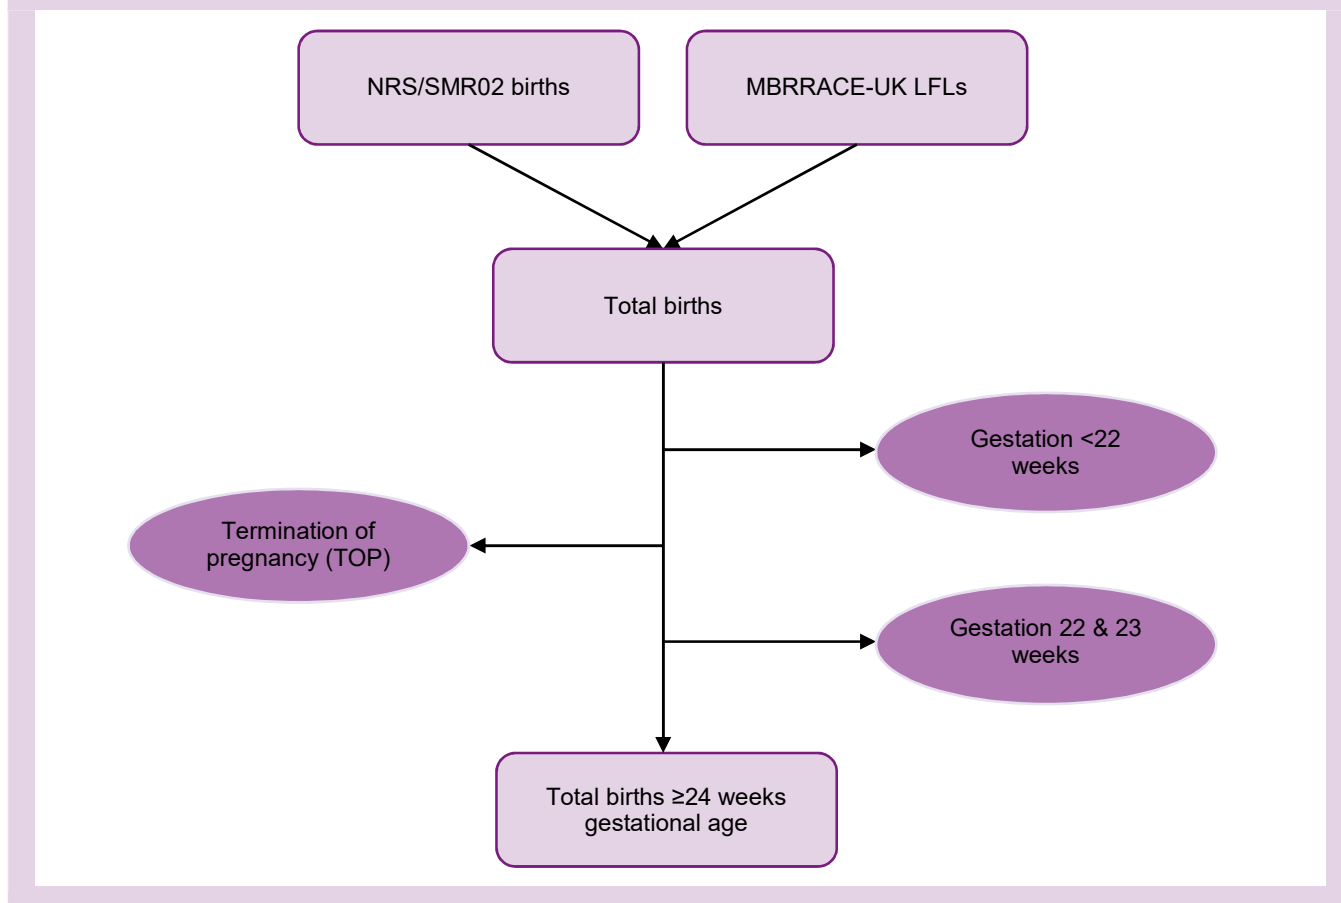 NRS/SMR02 births
MBRRACE-UK LFLs
Total births
Gestation <22
weeks
Termination of
pregnancy (TOP)
Gestation 22 & 23
weeks
Total births ≥24 weeks
gestational age